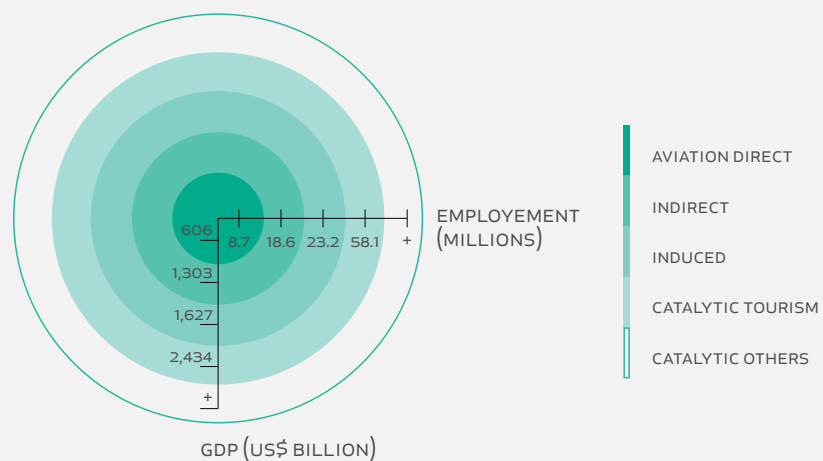 606
8.7 18.6 23.2 58.1 +
1,303
1,627
2,434
+
EMPLOYEMENT
(MILLIONS)
GDP (US$ BILLION)
AVIATION DIRECT
INDIRECT
INDUCED
CATALYTIC TOURISM
CATALYTIC OTHERS